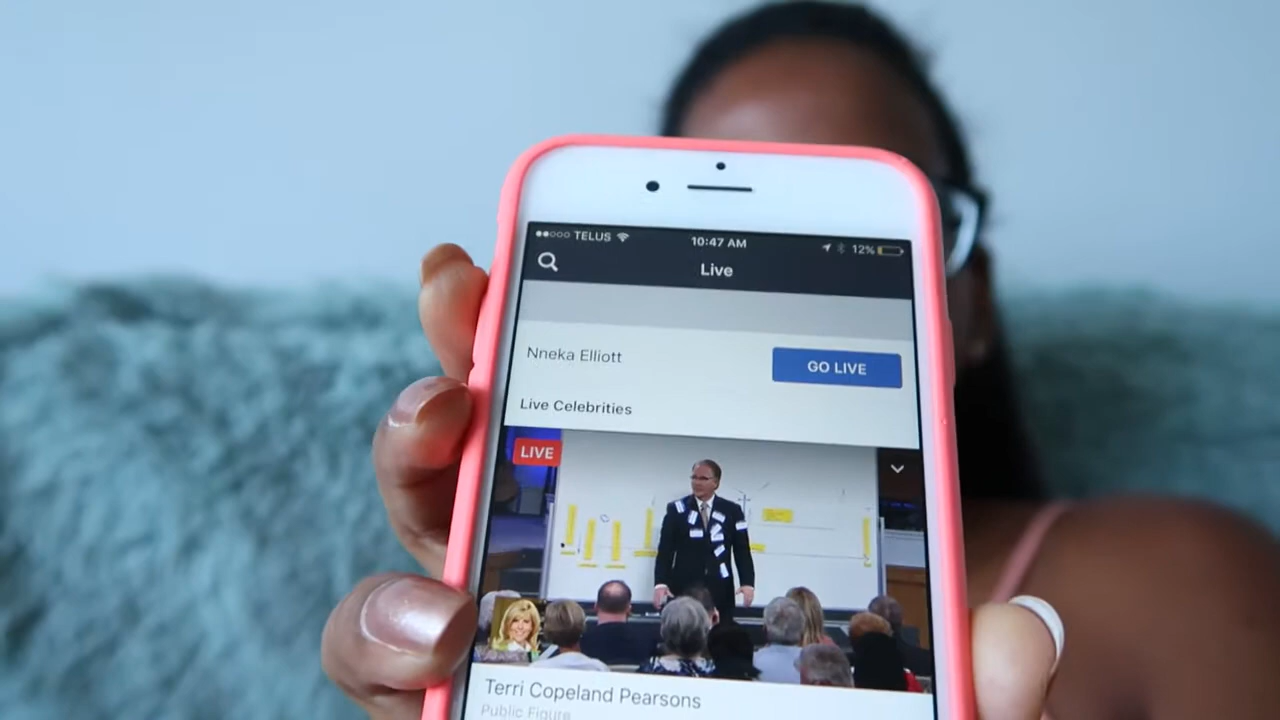 TELUS 10:47 AM 12%
Live
Nneka Elliott GO LIVE
Live Celebrities
LIVE
Terri Copeland Pearsons
Public Figure